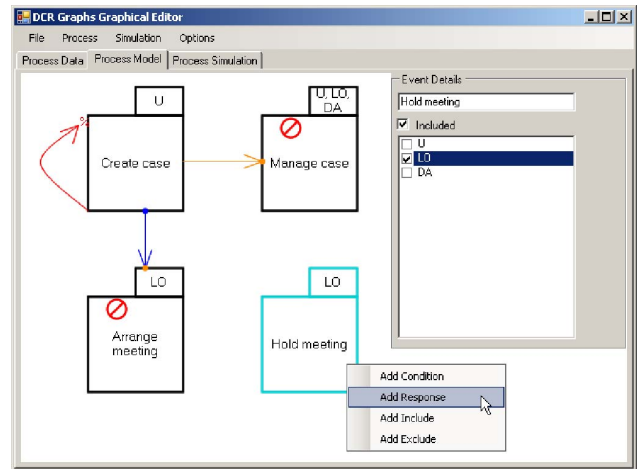 DCR Graphs Graphical Editor
File Process Simulation Options
Process Data Process Model Process Simulation
U
Create case
%
U, LO,
DA
Manage case
LO
Arrange
meeting
LO
Hold meeting
Event Details
Hold meeting
Included
U
LO
DA
Add Condition
Add Response
Add Include
Add Exclude